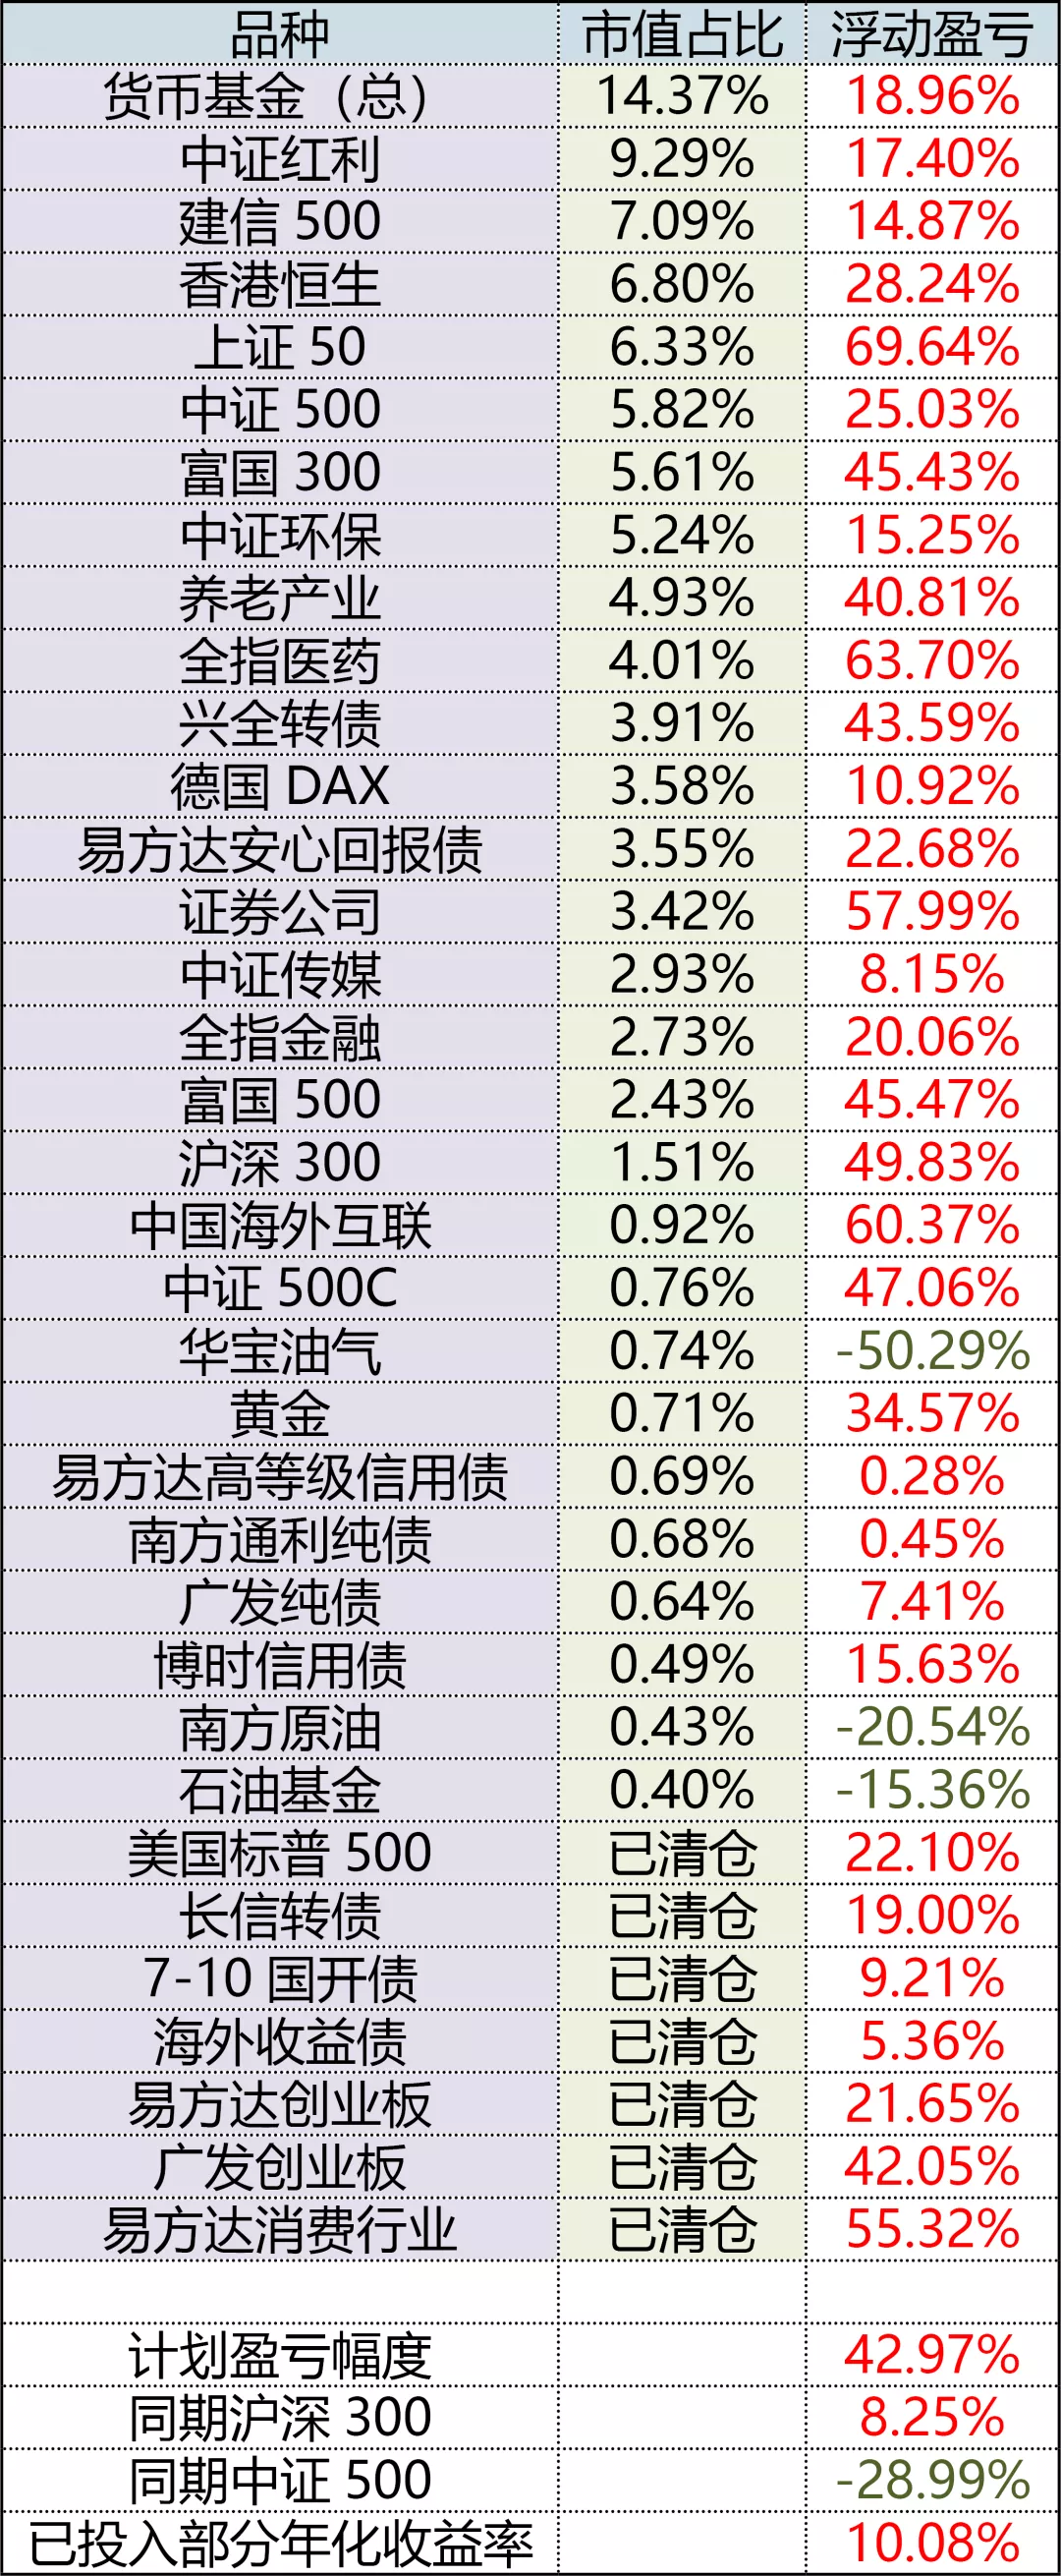 品种 市值占比 浮动盈亏
货币基金（总） 14.37% 18.96%
中证红利 9.29% 17.40%
建信 500 7.09% 14.87%
香港恒生 6.80% 28.24%
上证 50 6.33% 69.64%
中证 500 5.82% 25.03%
富国 300 5.61% 45.43%
中证环保 5.24% 15.25%
养老产业 4.93% 40.81%
全指医药 4.01% 63.70%
兴全转债 3.91% 43.59%
德国 DAX 3.58% 10.92%
易方达安心回报债 3.55% 22.68%
证券公司 3.42% 57.99%
中证传媒 2.93% 8.15%
全指金融 2.73% 20.06%
富国 500 2.43% 45.47%
沪深 300 1.51% 49.83%
中国海外互联 0.92% 60.37%
中证 500C 0.76% 47.06%
华宝油气 0.74% -50.29%
黄金 0.71% 34.57%
易方达高等级信用债 0.69% 0.28%
南方通利纯债 0.68% 0.45%
广发纯债 0.64% 7.41%
博时信用债 0.49% 15.63%
南方原油 0.43% -20.54%
石油基金 0.40% -15.36%
美国标普 500 已清仓 22.10%
长信转债 已清仓 19.00%
7-10 国开债 已清仓 9.21%
海外收益债 已清仓 5.36%
易方达创业板 已清仓 21.65%
广发创业板 已清仓 42.05%
易方达消费行业 已清仓 55.32%
计划盈亏幅度 42.97%
同期沪深 300 8.25%
同期中证 500 -28.99%
已投入部分年化收益率 10.08%